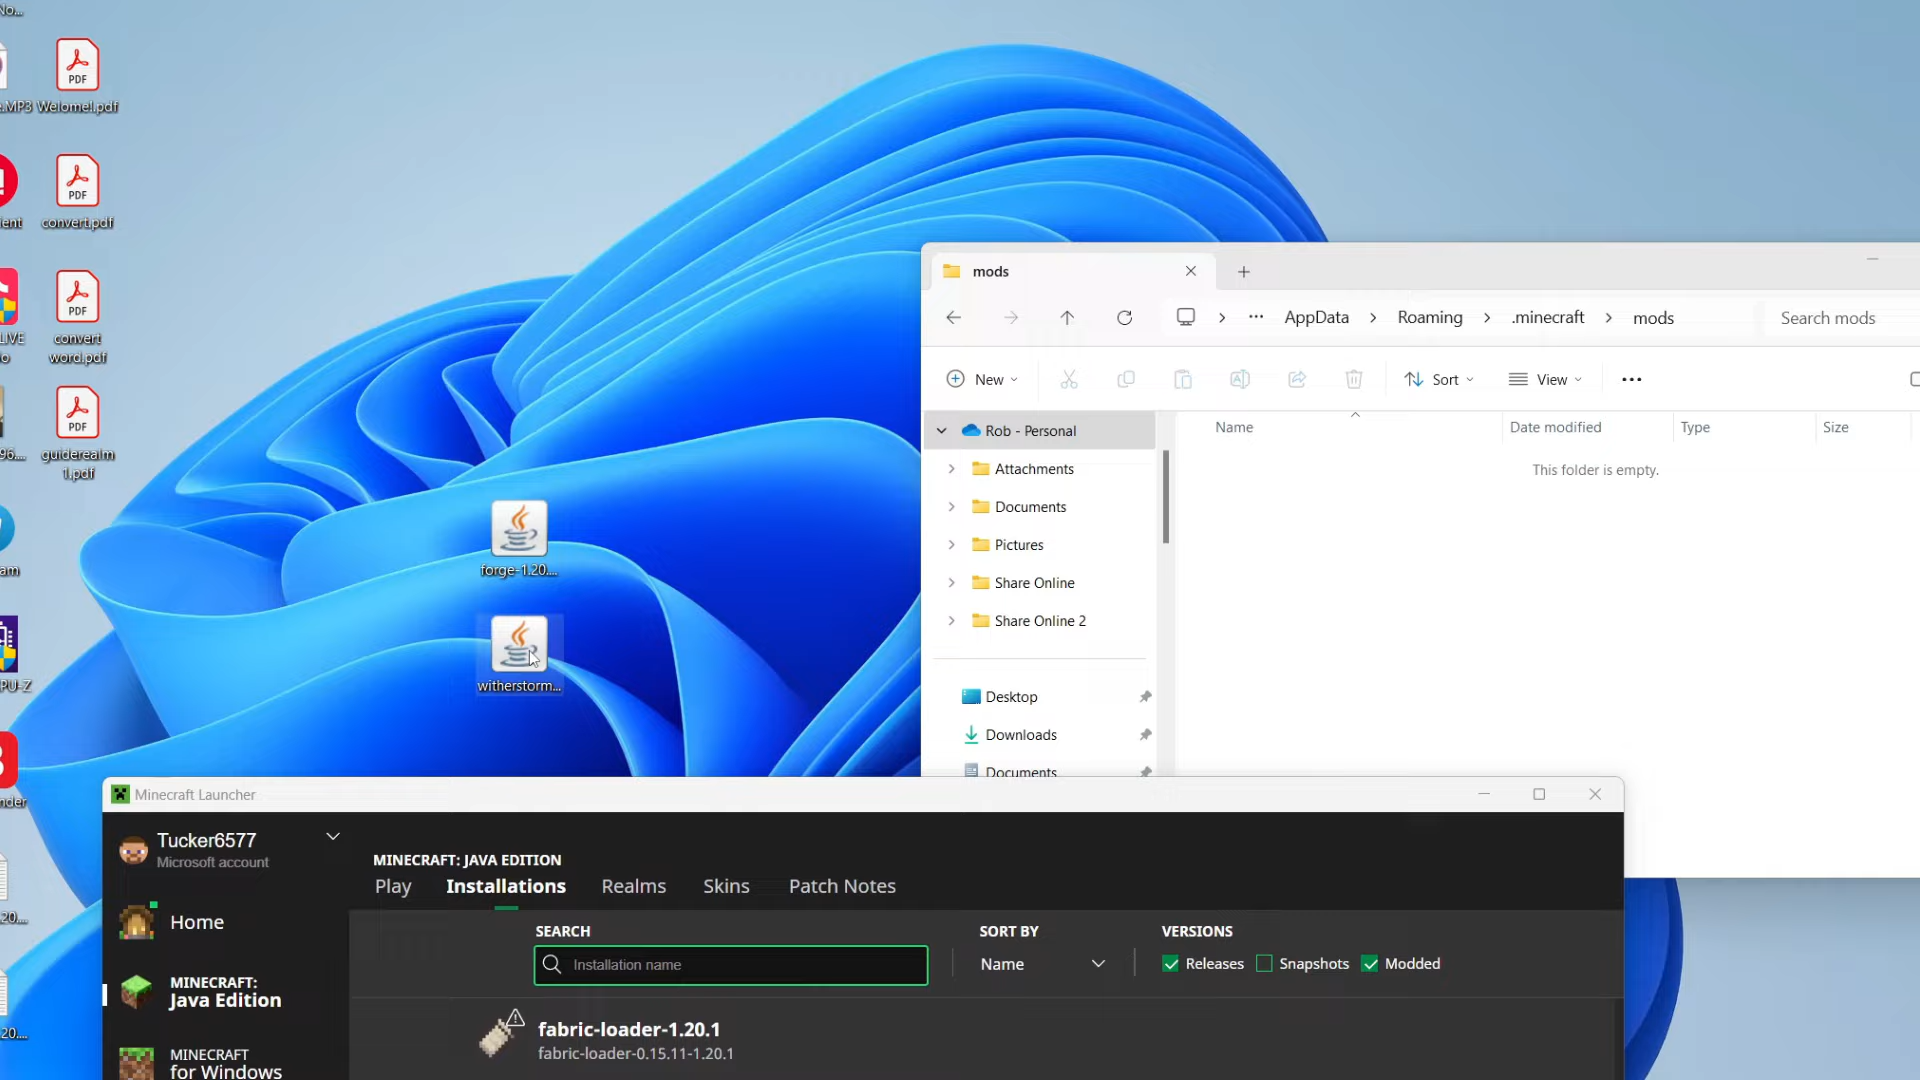 No...
PDF
.MP3 Welomel.pdf
PDF
ient convert.pdf
PDF
LIVE convert
o word.pdf
PDF
96.... guiderealm
1.pdf
am
PU-Z
nder
.20....
.20....
forge-1.20....
witherstorm...
mods
AppData Roaming .minecraft mods Search mods
New Sort View
Rob - Personal
Name Date modified Type Size
This folder is empty.
Attachments
Documents
Pictures
Share Online
Share Online 2
Desktop
Downloads
Documents
Minecraft Launcher
Tucker6577
Microsoft account
Home
MINECRAFT:
Java Edition
MINECRAFT
for Windows
MINECRAFT: JAVA EDITION
Play Installations Realms Skins Patch Notes
SEARCH SORT BY VERSIONS
Installation name Name Releases Snapshots Modded
fabric-loader-1.20.1
fabric-loader-0.15.11-1.20.1